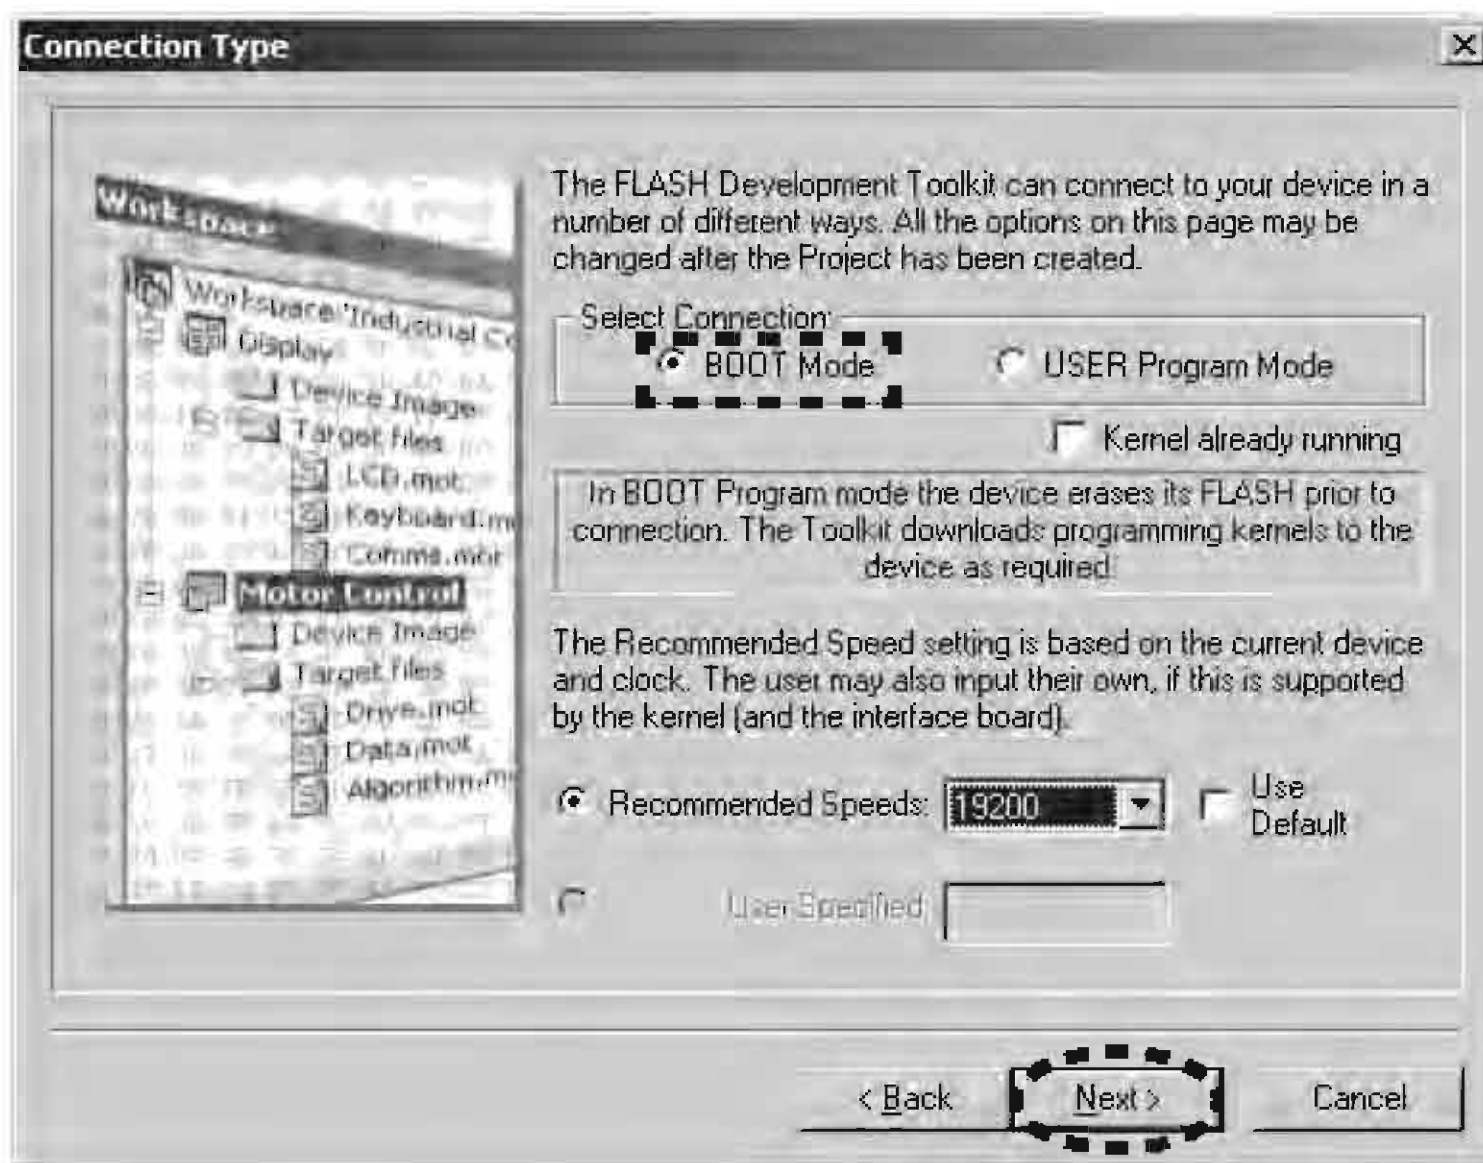 Connection Type
Workspace
Workspace 'Industrial Co
Display
Device Image
Target files
LCD.mot
Keyboard.mo
Comms.mot
Motor Control
Device Image
Target files
Drive.mot
Data.mot
Algorithm.mo
The FLASH Development Toolkit can connect to your device in a
number of different ways. All the options on this page may be
changed after the Project has been created.
Select Connection:
BOOT Mode
USER Program Mode
Kernel already running
In BOOT Program mode the device erases its FLASH prior to
connection. The Toolkit downloads programming kernels to the
device as required
The Recommended Speed setting is based on the current device
and clock. The user may also input their own, if this is supported
by the kernel (and the interface board).
Recommended Speeds:
19200
Use
Default
User Specified
< Back
Next >
Cancel